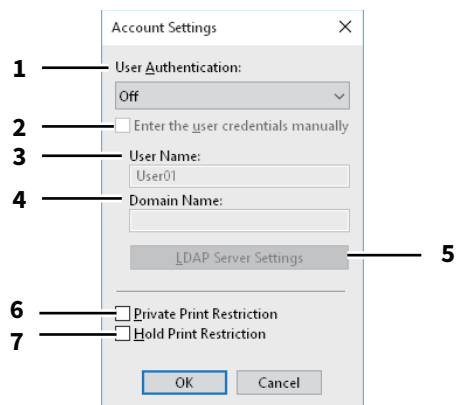 Account Settings
1 User Authentication:
Off
2 Enter the user credentials manually
3 User Name:
User01
4 Domain Name:
LDAP Server Settings 5
6 Private Print Restriction
7 Hold Print Restriction
OK Cancel